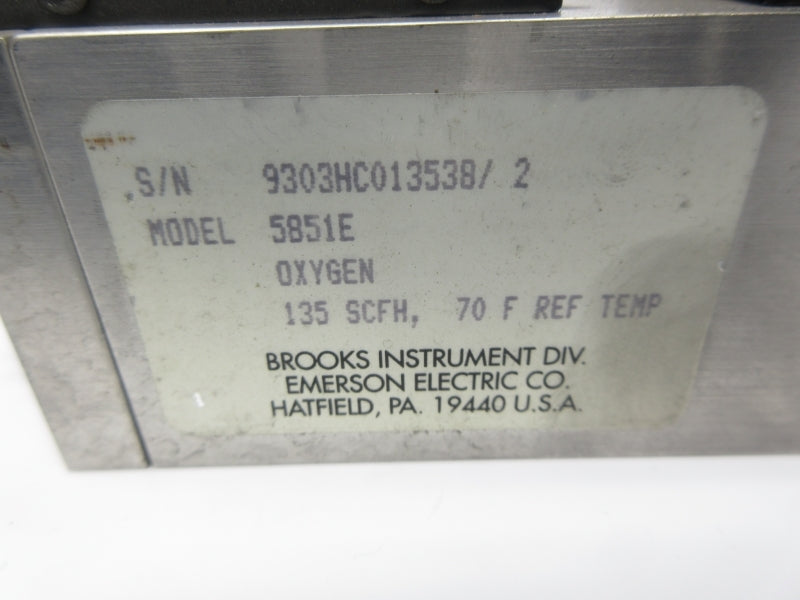 S/N 9303HC013538/ 2
MODEL 5851E
OXYGEN
135 SCFH, 70 F REF TEMP
BROOKS INSTRUMENT DIV.
EMERSON ELECTRIC CO.
HATFIELD, PA. 19440 U.S.A.